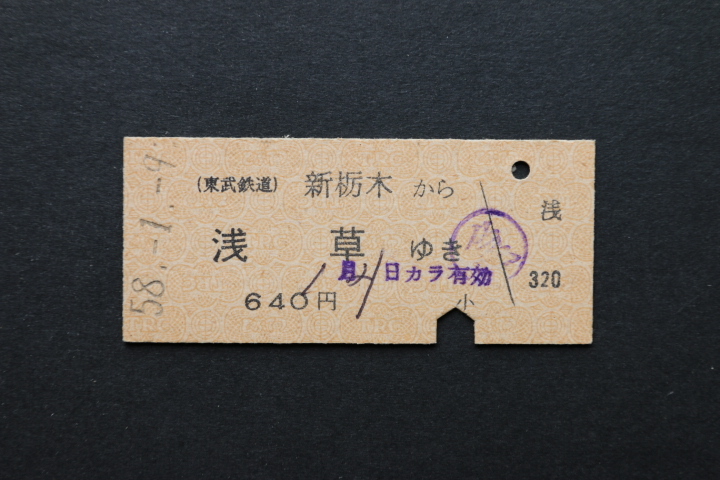 58.-1.-9.
(東武鉄道) 新栃木 から
浅草 ゆき
月 日カラ有効
640円
小
浅
320